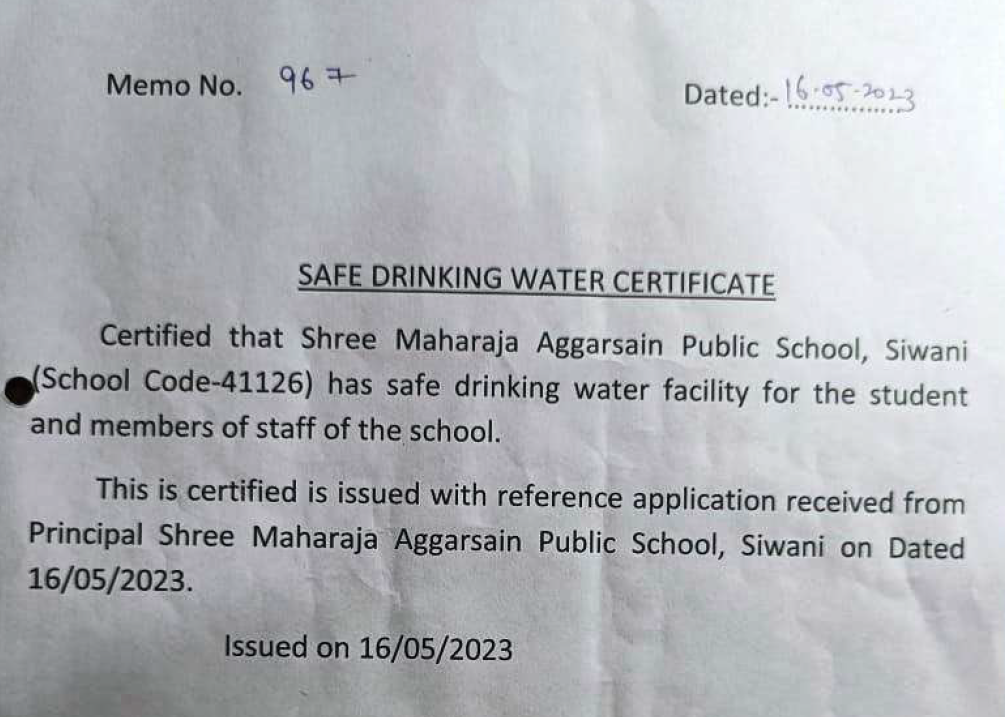 Memo No. 967
Dated:- 16.05.2023
SAFE DRINKING WATER CERTIFICATE
Certified that Shree Maharaja Aggarsain Public School, Siwani
(School Code-41126) has safe drinking water facility for the student
and members of staff of the school.
This is certified is issued with reference application received from
Principal Shree Maharaja Aggarsain Public School, Siwani on Dated
16/05/2023.
Issued on 16/05/2023